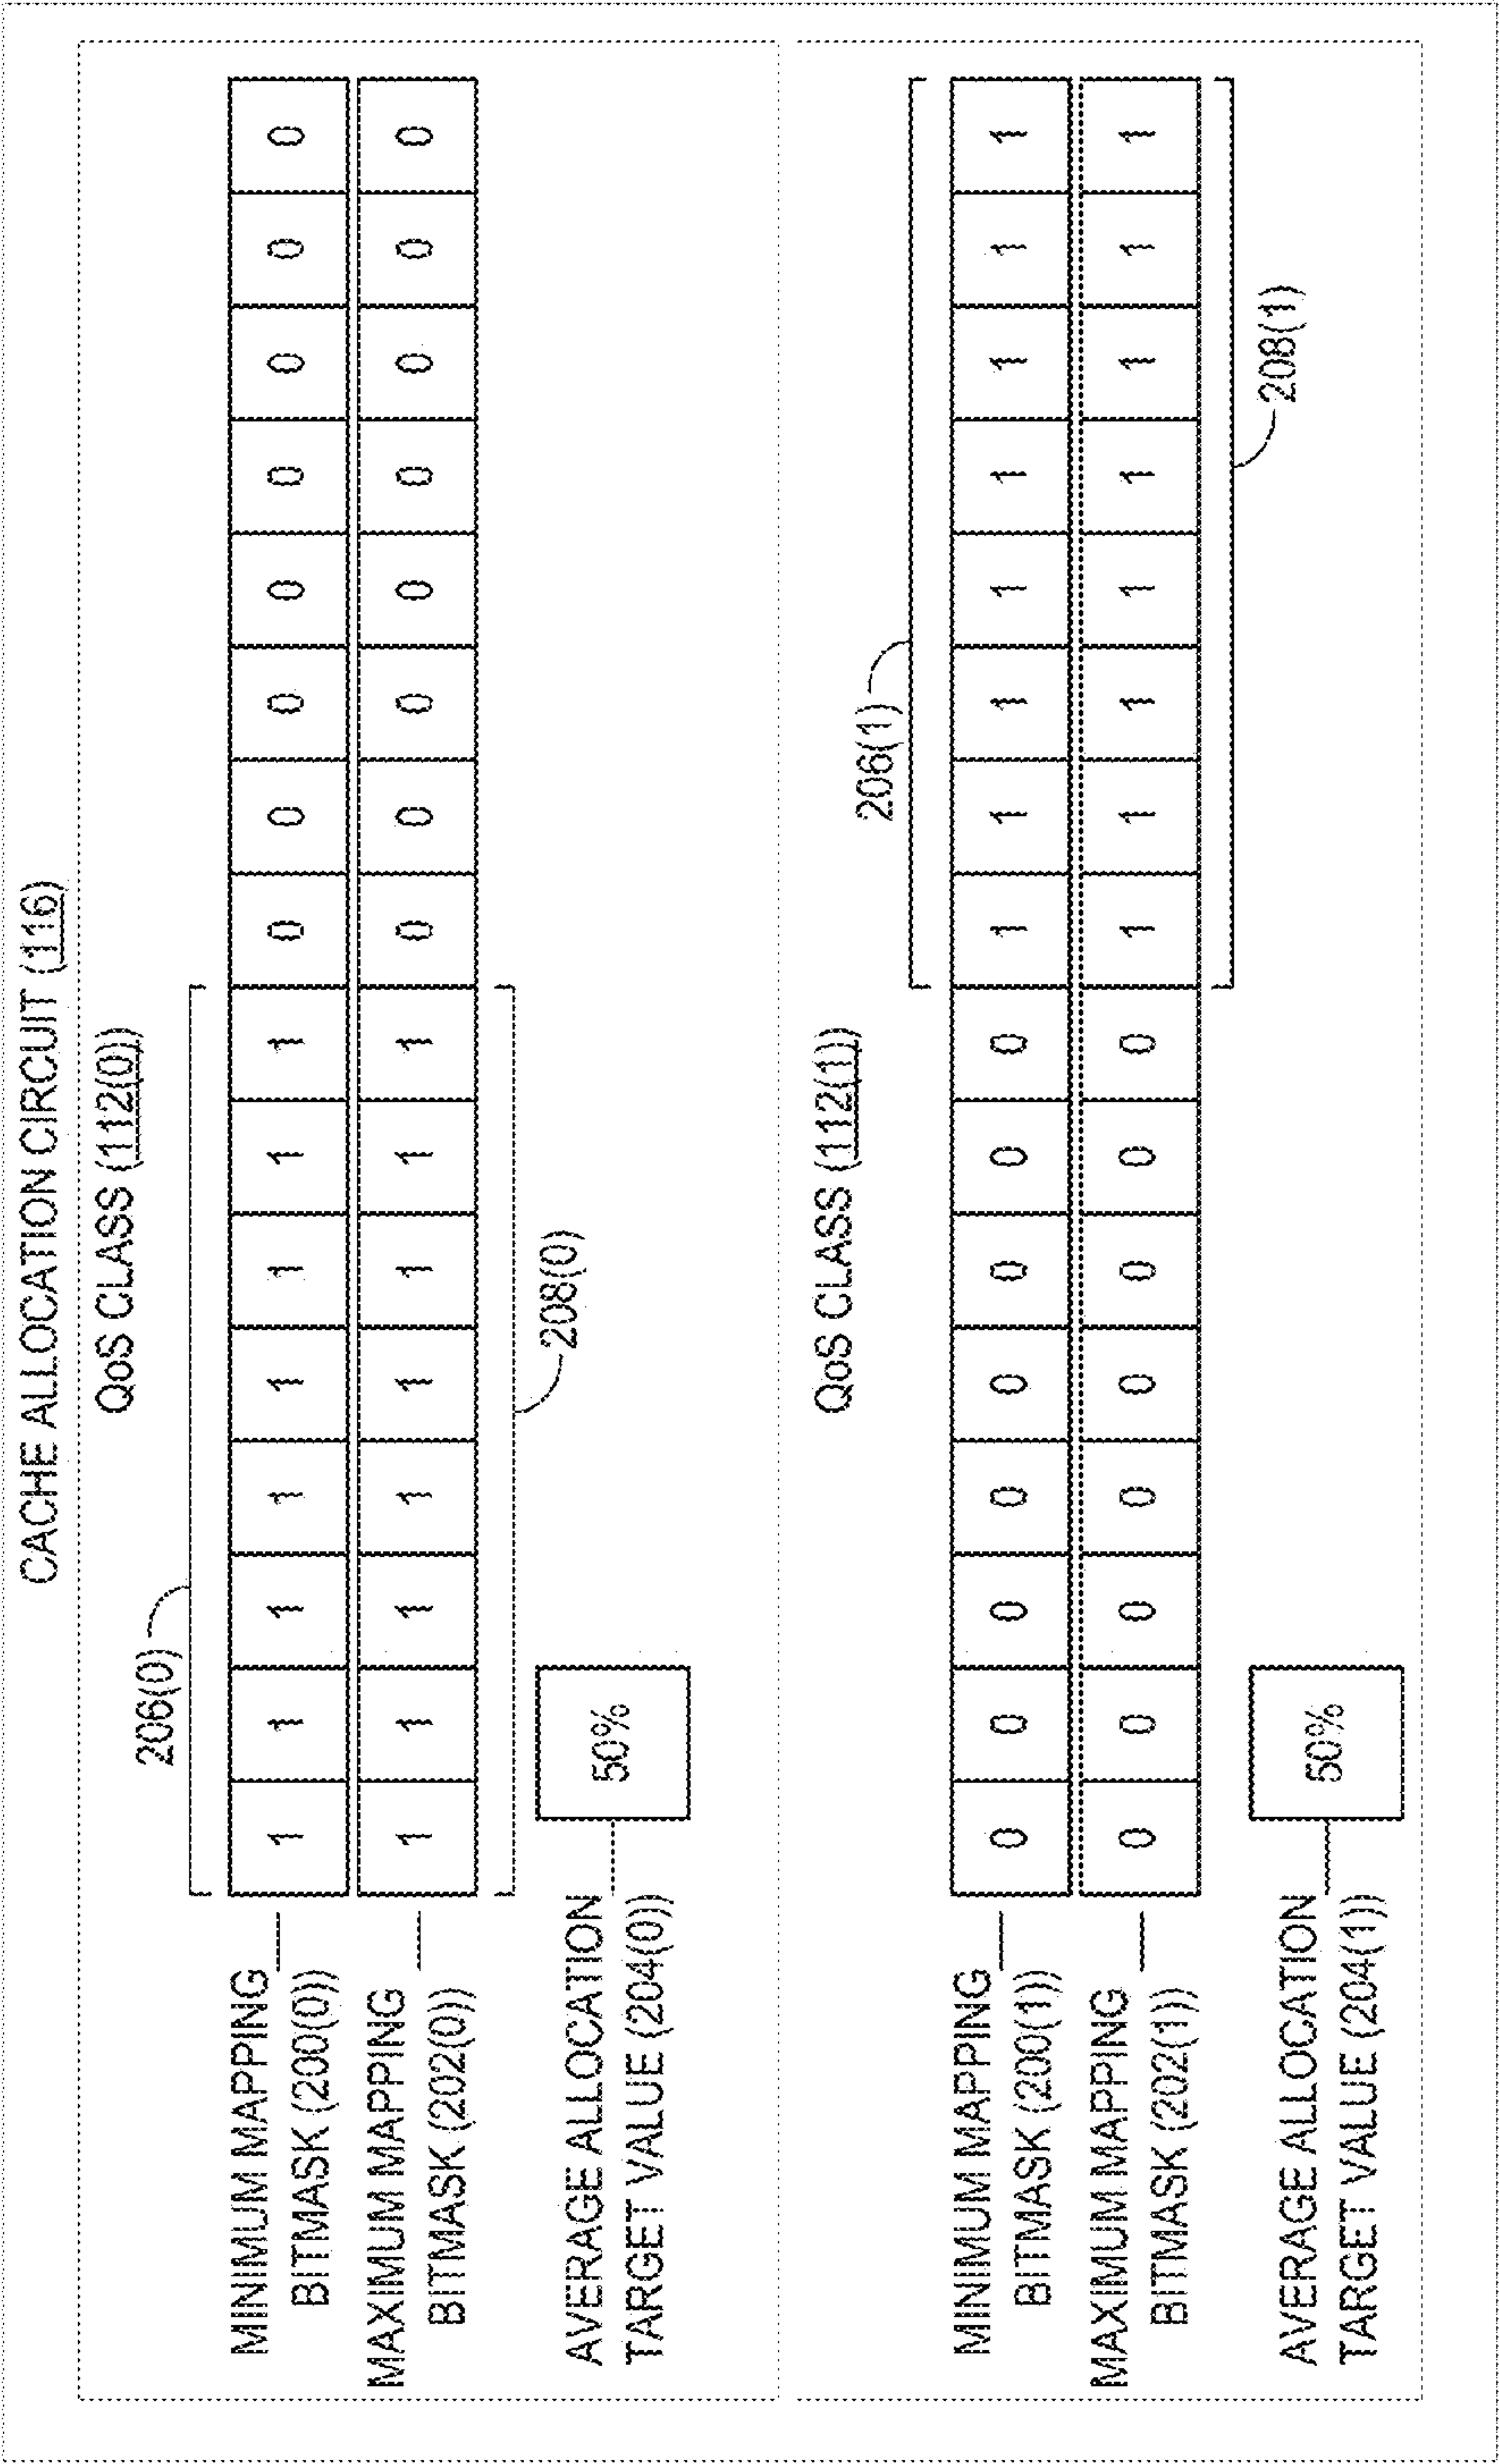 CACHE ALLOCATION CIRCUIT (116)
QoS CLASS (112(0))
206(0)
MINIMUM MAPPING
BITMASK (200(0))
1 1 1 1 1 1 1 1 0 0 0 0 0 0 0 0
MAXIMUM MAPPING
BITMASK (202(0))
1 1 1 1 1 1 1 1 0 0 0 0 0 0 0 0
208(0)
AVERAGE ALLOCATION
TARGET VALUE (204(0))
50%
QoS CLASS (112(1))
206(1)
MINIMUM MAPPING
BITMASK (200(1))
0 0 0 0 0 0 0 0 1 1 1 1 1 1 1 1
MAXIMUM MAPPING
BITMASK (202(1))
0 0 0 0 0 0 0 0 1 1 1 1 1 1 1 1
208(1)
AVERAGE ALLOCATION
TARGET VALUE (204(1))
50%